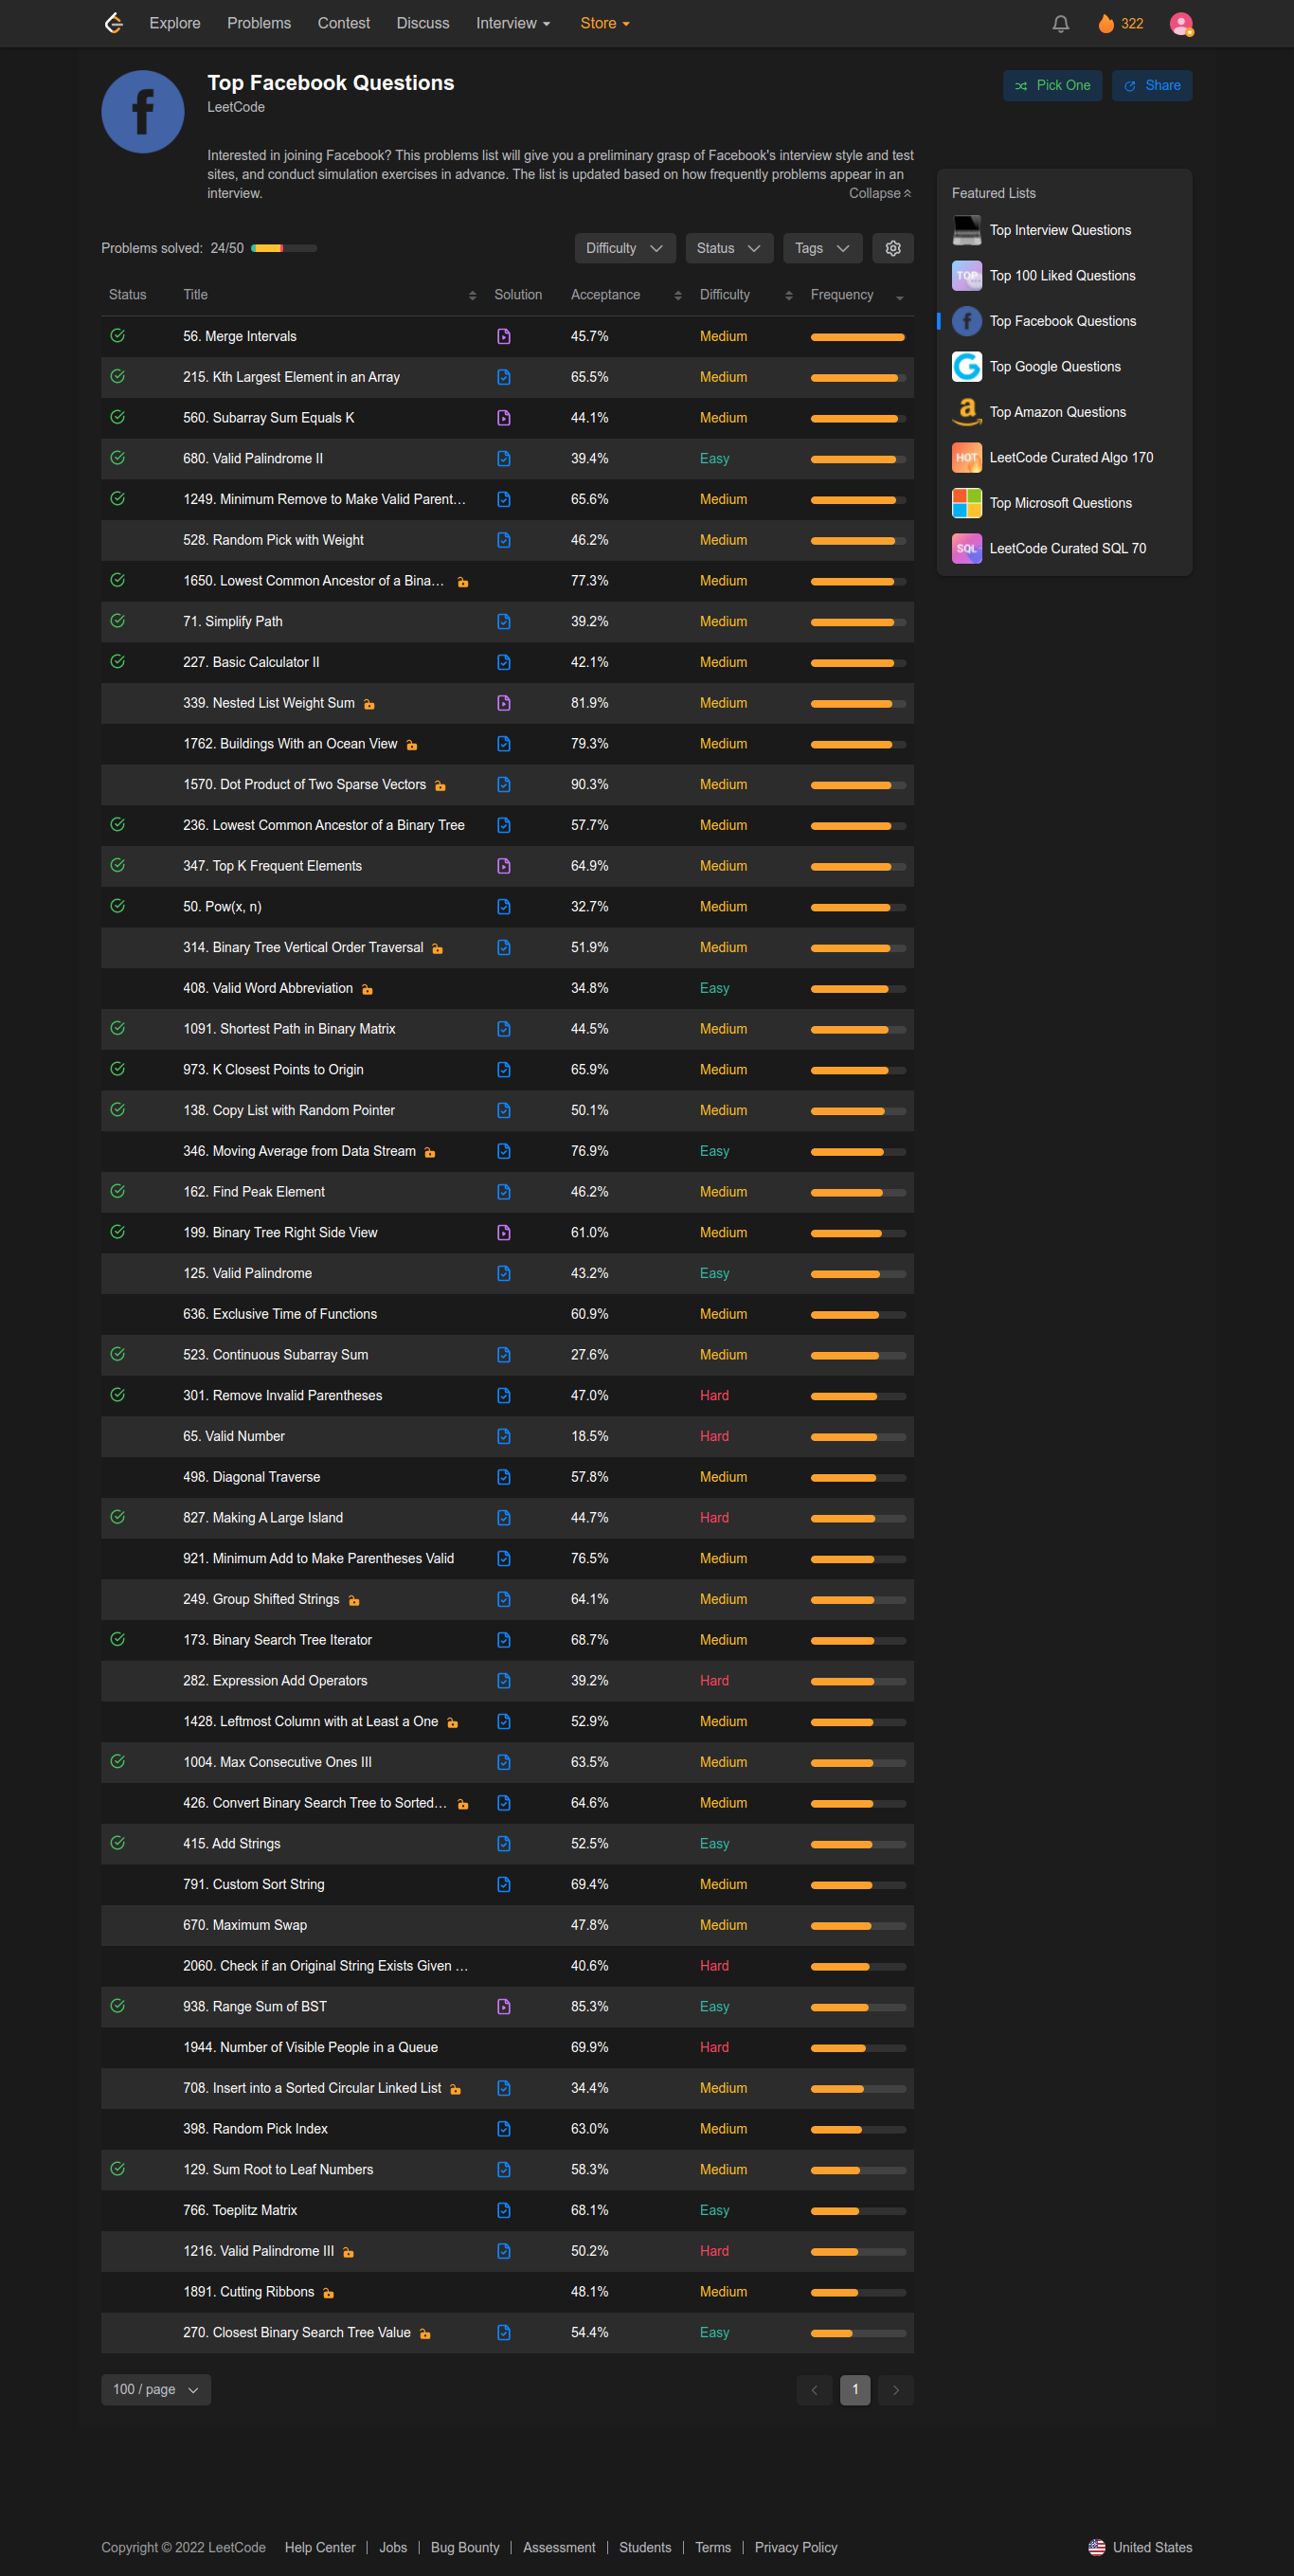 Explore Problems Contest Discuss Interview Store 322
Top Facebook Questions
LeetCode
Pick One Share
Interested in joining Facebook? This problems list will give you a preliminary grasp of Facebook's interview style and test
sites, and conduct simulation exercises in advance. The list is updated based on how frequently problems appear in an
interview. Collapse
Problems solved: 24/50 Difficulty Status Tags
Status Title Solution Acceptance Difficulty Frequency
56. Merge Intervals 45.7% Medium
215. Kth Largest Element in an Array 65.5% Medium
560. Subarray Sum Equals K 44.1% Medium
680. Valid Palindrome II 39.4% Easy
1249. Minimum Remove to Make Valid Parent... 65.6% Medium
528. Random Pick with Weight 46.2% Medium
1650. Lowest Common Ancestor of a Bina... 77.3% Medium
71. Simplify Path 39.2% Medium
227. Basic Calculator II 42.1% Medium
339. Nested List Weight Sum 81.9% Medium
1762. Buildings With an Ocean View 79.3% Medium
1570. Dot Product of Two Sparse Vectors 90.3% Medium
236. Lowest Common Ancestor of a Binary Tree 57.7% Medium
347. Top K Frequent Elements 64.9% Medium
50. Pow(x, n) 32.7% Medium
314. Binary Tree Vertical Order Traversal 51.9% Medium
408. Valid Word Abbreviation 34.8% Easy
1091. Shortest Path in Binary Matrix 44.5% Medium
973. K Closest Points to Origin 65.9% Medium
138. Copy List with Random Pointer 50.1% Medium
346. Moving Average from Data Stream 76.9% Easy
162. Find Peak Element 46.2% Medium
199. Binary Tree Right Side View 61.0% Medium
125. Valid Palindrome 43.2% Easy
636. Exclusive Time of Functions 60.9% Medium
523. Continuous Subarray Sum 27.6% Medium
301. Remove Invalid Parentheses 47.0% Hard
65. Valid Number 18.5% Hard
498. Diagonal Traverse 57.8% Medium
827. Making A Large Island 44.7% Hard
921. Minimum Add to Make Parentheses Valid 76.5% Medium
249. Group Shifted Strings 64.1% Medium
173. Binary Search Tree Iterator 68.7% Medium
282. Expression Add Operators 39.2% Hard
1428. Leftmost Column with at Least a One 52.9% Medium
1004. Max Consecutive Ones III 63.5% Medium
426. Convert Binary Search Tree to Sorted... 64.6% Medium
415. Add Strings 52.5% Easy
791. Custom Sort String 69.4% Medium
670. Maximum Swap 47.8% Medium
2060. Check if an Original String Exists Given ... 40.6% Hard
938. Range Sum of BST 85.3% Easy
1944. Number of Visible People in a Queue 69.9% Hard
708. Insert into a Sorted Circular Linked List 34.4% Medium
398. Random Pick Index 63.0% Medium
129. Sum Root to Leaf Numbers 58.3% Medium
766. Toeplitz Matrix 68.1% Easy
1216. Valid Palindrome III 50.2% Hard
1891. Cutting Ribbons 48.1% Medium
270. Closest Binary Search Tree Value 54.4% Easy
100 / page 1
Featured Lists
Top Interview Questions
TOP Top 100 Liked Questions
Top Facebook Questions
Top Google Questions
Top Amazon Questions
HOT LeetCode Curated Algo 170
Top Microsoft Questions
SQL LeetCode Curated SQL 70
Copyright © 2022 LeetCode Help Center | Jobs | Bug Bounty | Assessment | Students | Terms | Privacy Policy United States